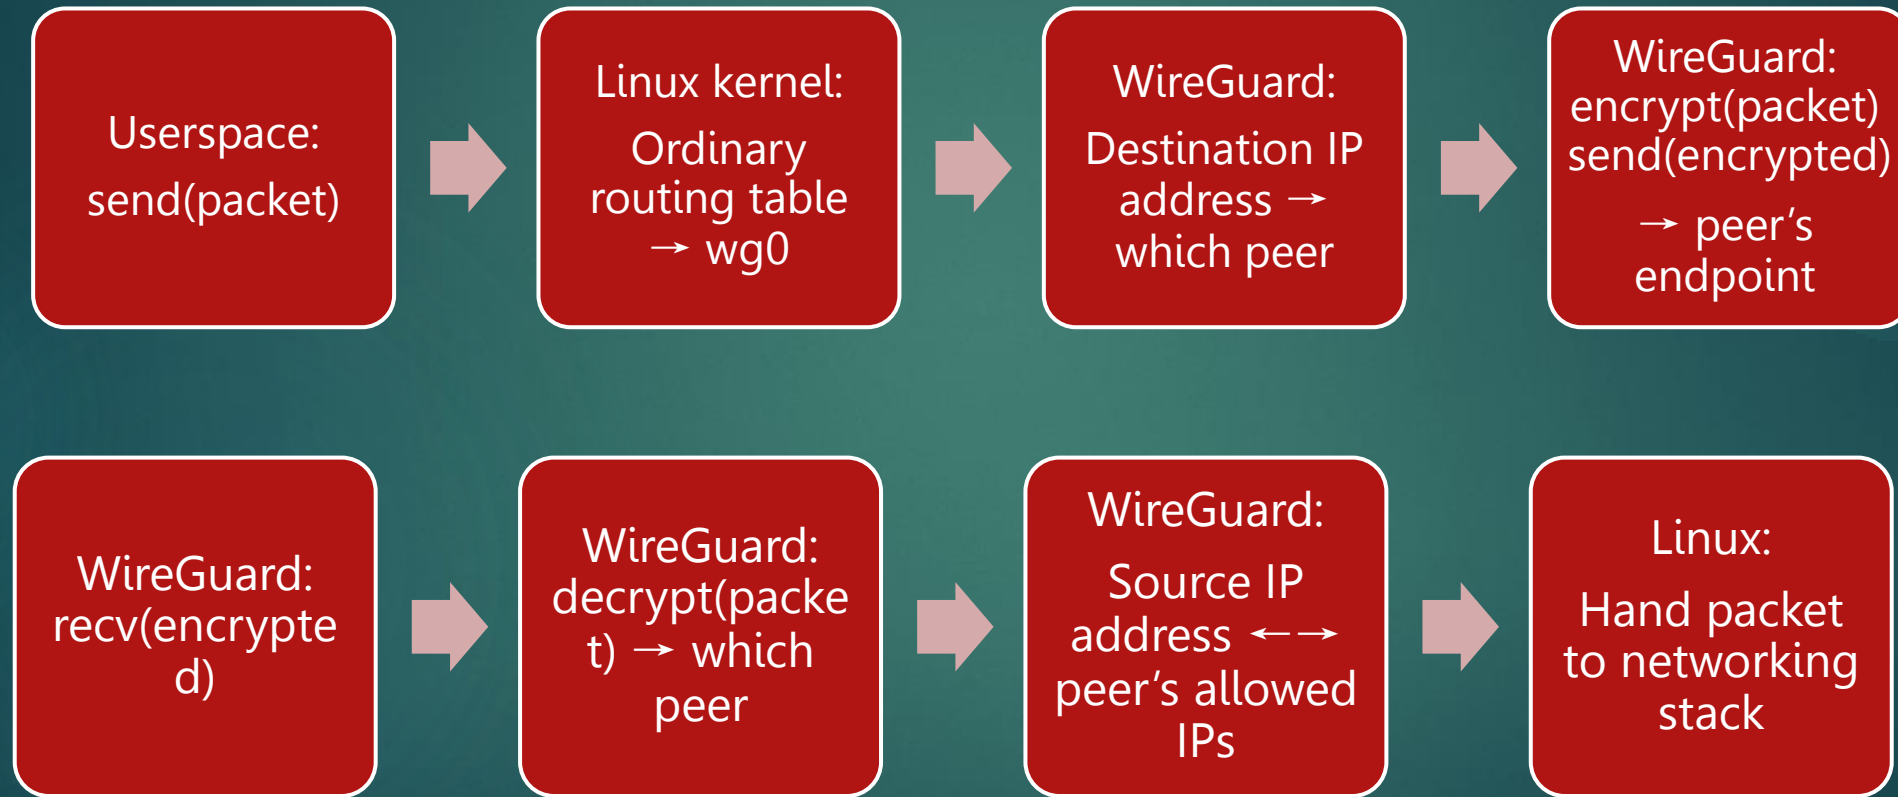 Userspace:
send(packet)
Linux kernel:
Ordinary
routing table
→ wg0
WireGuard:
Destination IP
address →
which peer
WireGuard:
encrypt(packet)
send(encrypted)
→ peer’s
endpoint
WireGuard:
recv(encrypte
d)
WireGuard:
decrypt(packe
t) → which
peer
WireGuard:
Source IP
address ←→
peer’s allowed
IPs
Linux:
Hand packet
to networking
stack